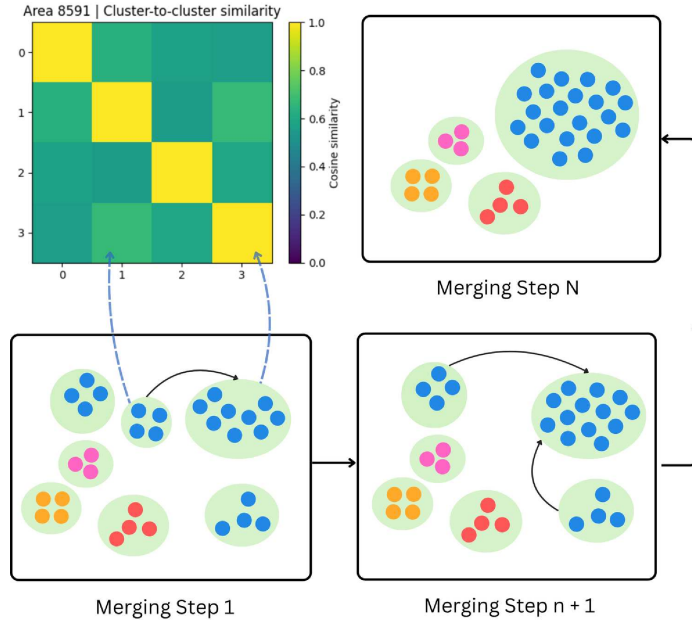 Area 8591 | Cluster-to-cluster similarity
0
1
2
3
0 1 2 3
1.0
0.8
0.6
0.4
0.2
0.0
Cosine similarity
Merging Step N
Merging Step 1
Merging Step n + 1